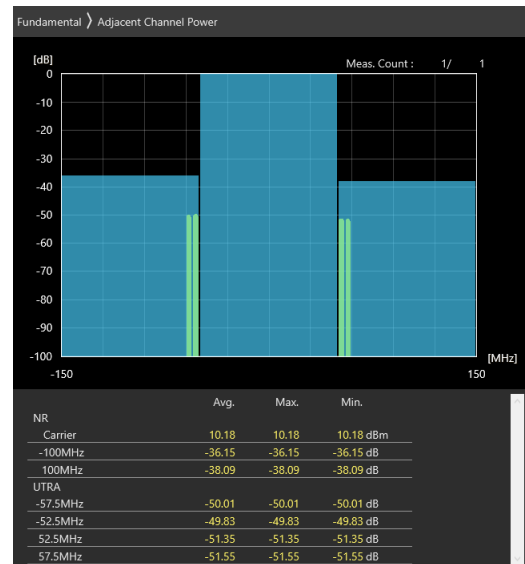 Fundamental ❭ Adjacent Channel Power
[dB]
Meas. Count : 1/ 1
0
-10
-20
-30
-40
-50
-60
-70
-80
-90
-100
[MHz]
-150 150
Avg. Max. Min.
NR
Carrier 10.18 10.18 10.18 dBm
-100MHz -36.15 -36.15 -36.15 dB
100MHz -38.09 -38.09 -38.09 dB
UTRA
-57.5MHz -50.01 -50.01 -50.01 dB
-52.5MHz -49.83 -49.83 -49.83 dB
52.5MHz -51.35 -51.35 -51.35 dB
57.5MHz -51.55 -51.55 -51.55 dB